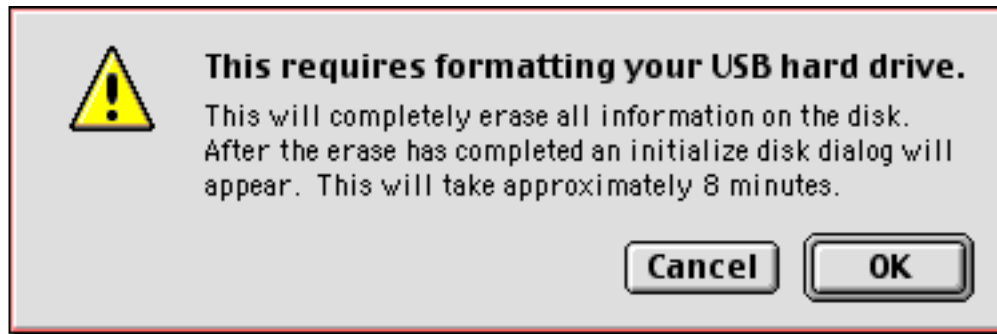 This requires formatting your USB hard drive.
This will completely erase all information on the disk.
After the erase has completed an initialize disk dialog will
appear.  This will take approximately 8 minutes.
Cancel OK